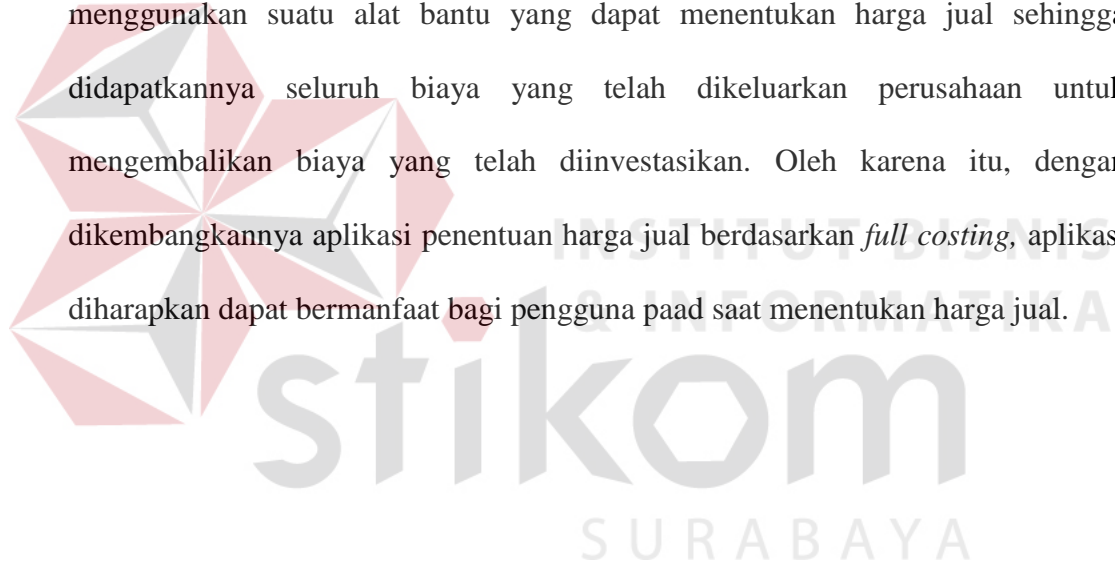 menggunakan suatu alat bantu yang dapat menentukan harga jual sehingga
didapatkannya seluruh biaya yang telah dikeluarkan perusahaan untuk
mengembalikan biaya yang telah diinvestasikan. Oleh karena itu, dengan
dikembangkannya aplikasi penentuan harga jual berdasarkan full costing, aplikasi
diharapkan dapat bermanfaat bagi pengguna paad saat menentukan harga jual.
INSTITUT BISNIS
& INFORMATIKA
stikom
SURABAYA